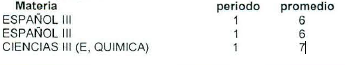 Materia periodo promedio
ESPAÑOL III 1 6
ESPAÑOL III 1 6
CIENCIAS III (E, QUIMICA) 1 7